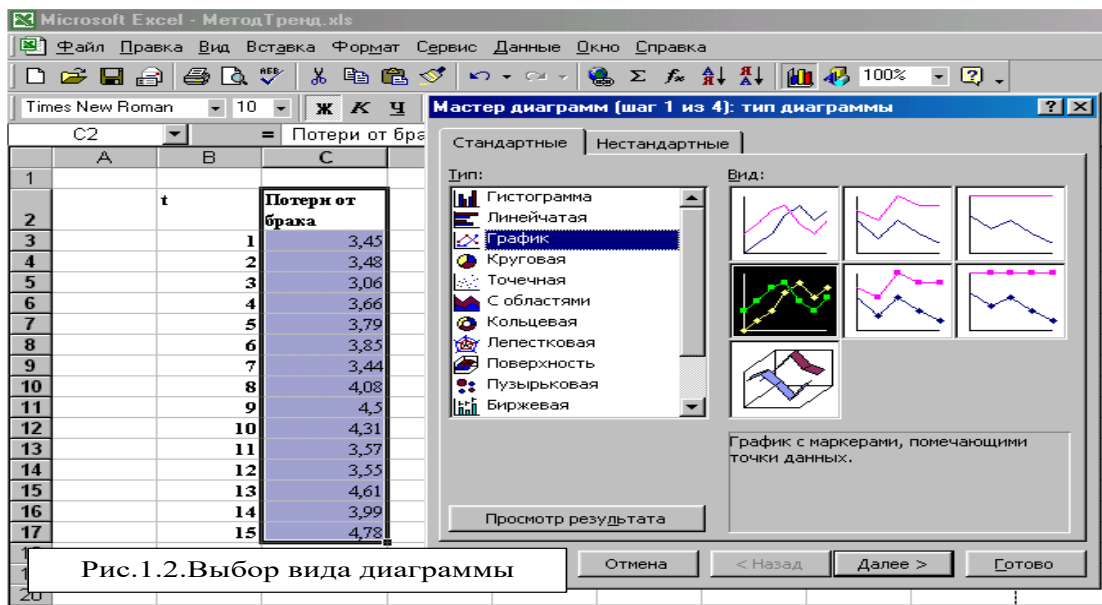 Microsoft Excel - МетодТренд.xls
Файл Правка Вид Вставка Формат Сервис Данные Окно Справка
100%
Times New Roman 10 Ж К Ч
C2 = Потери от бра
Мастер диаграмм (шаг 1 из 4): тип диаграммы
Стандартные Нестандартные
Тип:
Гистограмма
Линейчатая
График
Круговая
Точечная
С областями
Кольцевая
Лепестковая
Поверхность
Пузырьковая
Биржевая
Вид:
График с маркерами, помечающими
точки данных.
Просмотр результата
Отмена < Назад Далее > Готово
A B C
1
2 t Потери от
брака
3 1 3,45
4 2 3,48
5 3 3,06
6 4 3,66
7 5 3,79
8 6 3,85
9 7 3,44
10 8 4,08
11 9 4,5
12 10 4,31
13 11 3,57
14 12 3,55
15 13 4,61
16 14 3,99
17 15 4,78
Рис.1.2.Выбор вида диаграммы
20